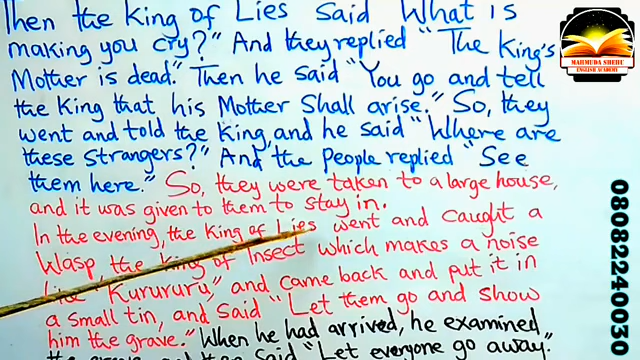 Then the King of Lies said What is
making you cry?" And they replied "The King's
Mother is dead." Then he said "You go and tell
the King that his Mother Shall arise." So, they
went and told the King, and he said "Where are
these strangers?" And the People replied "See
them here." So, they were taken to a large house,
and it was given to them to stay in.
In the evening, the King of Lies went and caught a
Wasp, the King of Insect which makes a noise
like "Kurururu," and came back and put it in
a small tin, and said "Let them go and show
him the grave." When he had arrived, he examined
the grave and then said "Let everyone go away."
MAHMUDA SHEHU
ENGLISH ACADEMY
08082240030